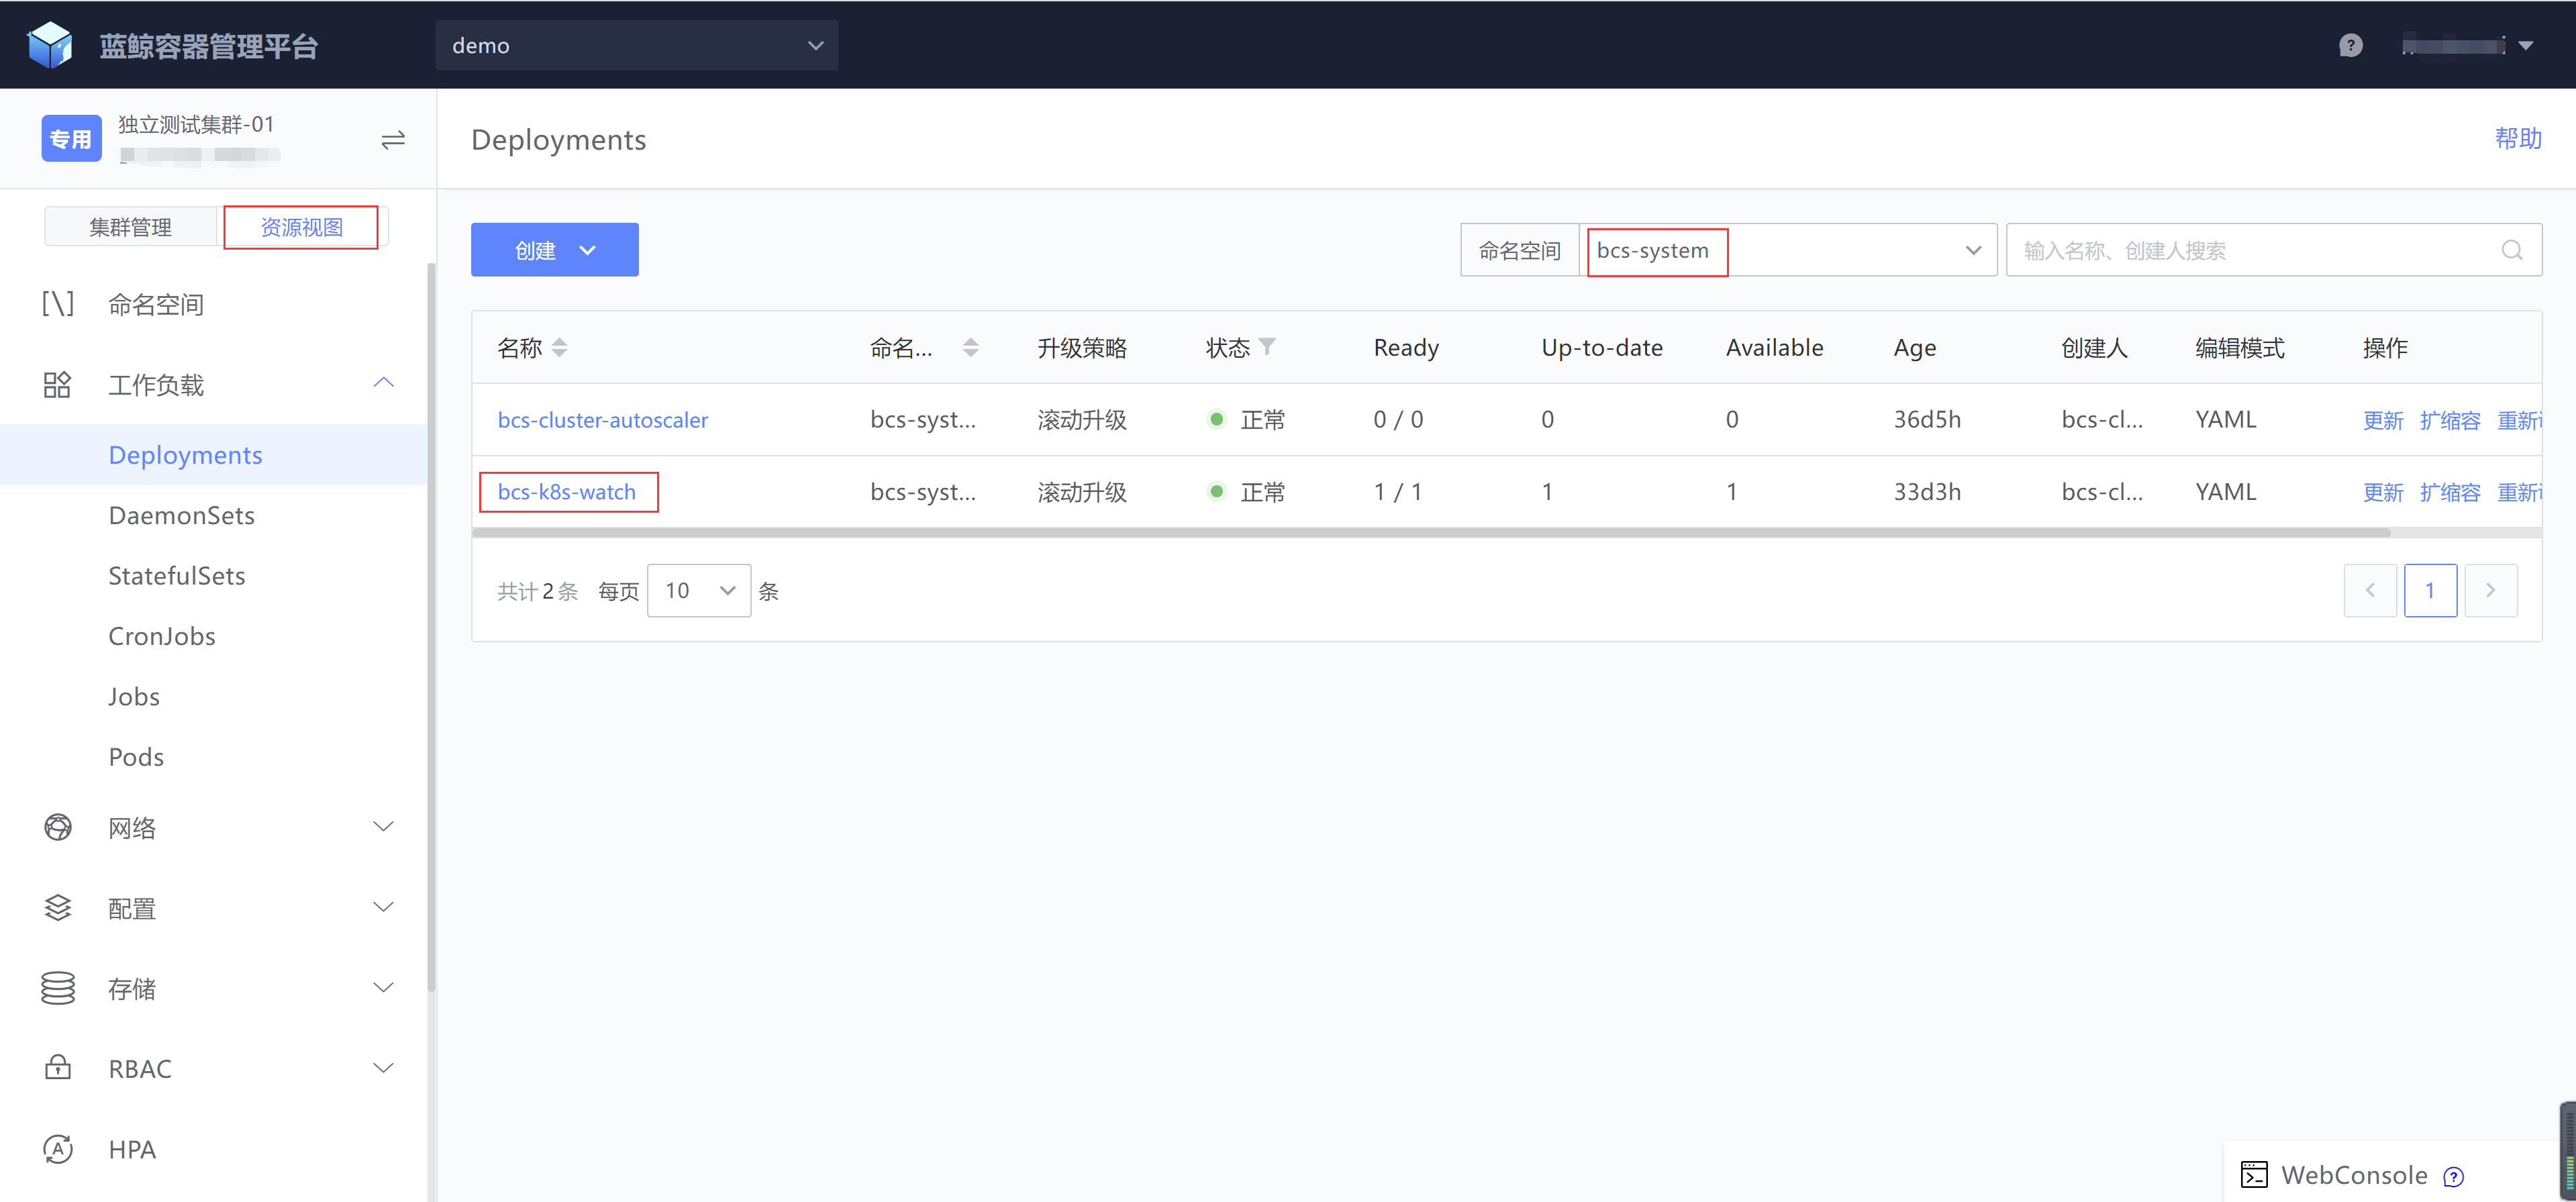 蓝鲸容器管理平台
demo
专用
独立测试集群-01
Deployments
帮助
集群管理
资源视图
创建
命名空间
bcs-system
输入名称、创建人搜索
命名空间
工作负载
Deployments
DaemonSets
StatefulSets
CronJobs
Jobs
Pods
网络
配置
存储
RBAC
HPA
名称 命名... 升级策略 状态 Ready Up-to-date Available Age 创建人 编辑模式 操作
bcs-cluster-autoscaler bcs-syst... 滚动升级 正常 0 / 0 0 0 36d5h bcs-cl... YAML 更新 扩缩容 重新
bcs-k8s-watch bcs-syst... 滚动升级 正常 1 / 1 1 1 33d3h bcs-cl... YAML 更新 扩缩容 重新
共计 2 条 每页 10 条
1
WebConsole